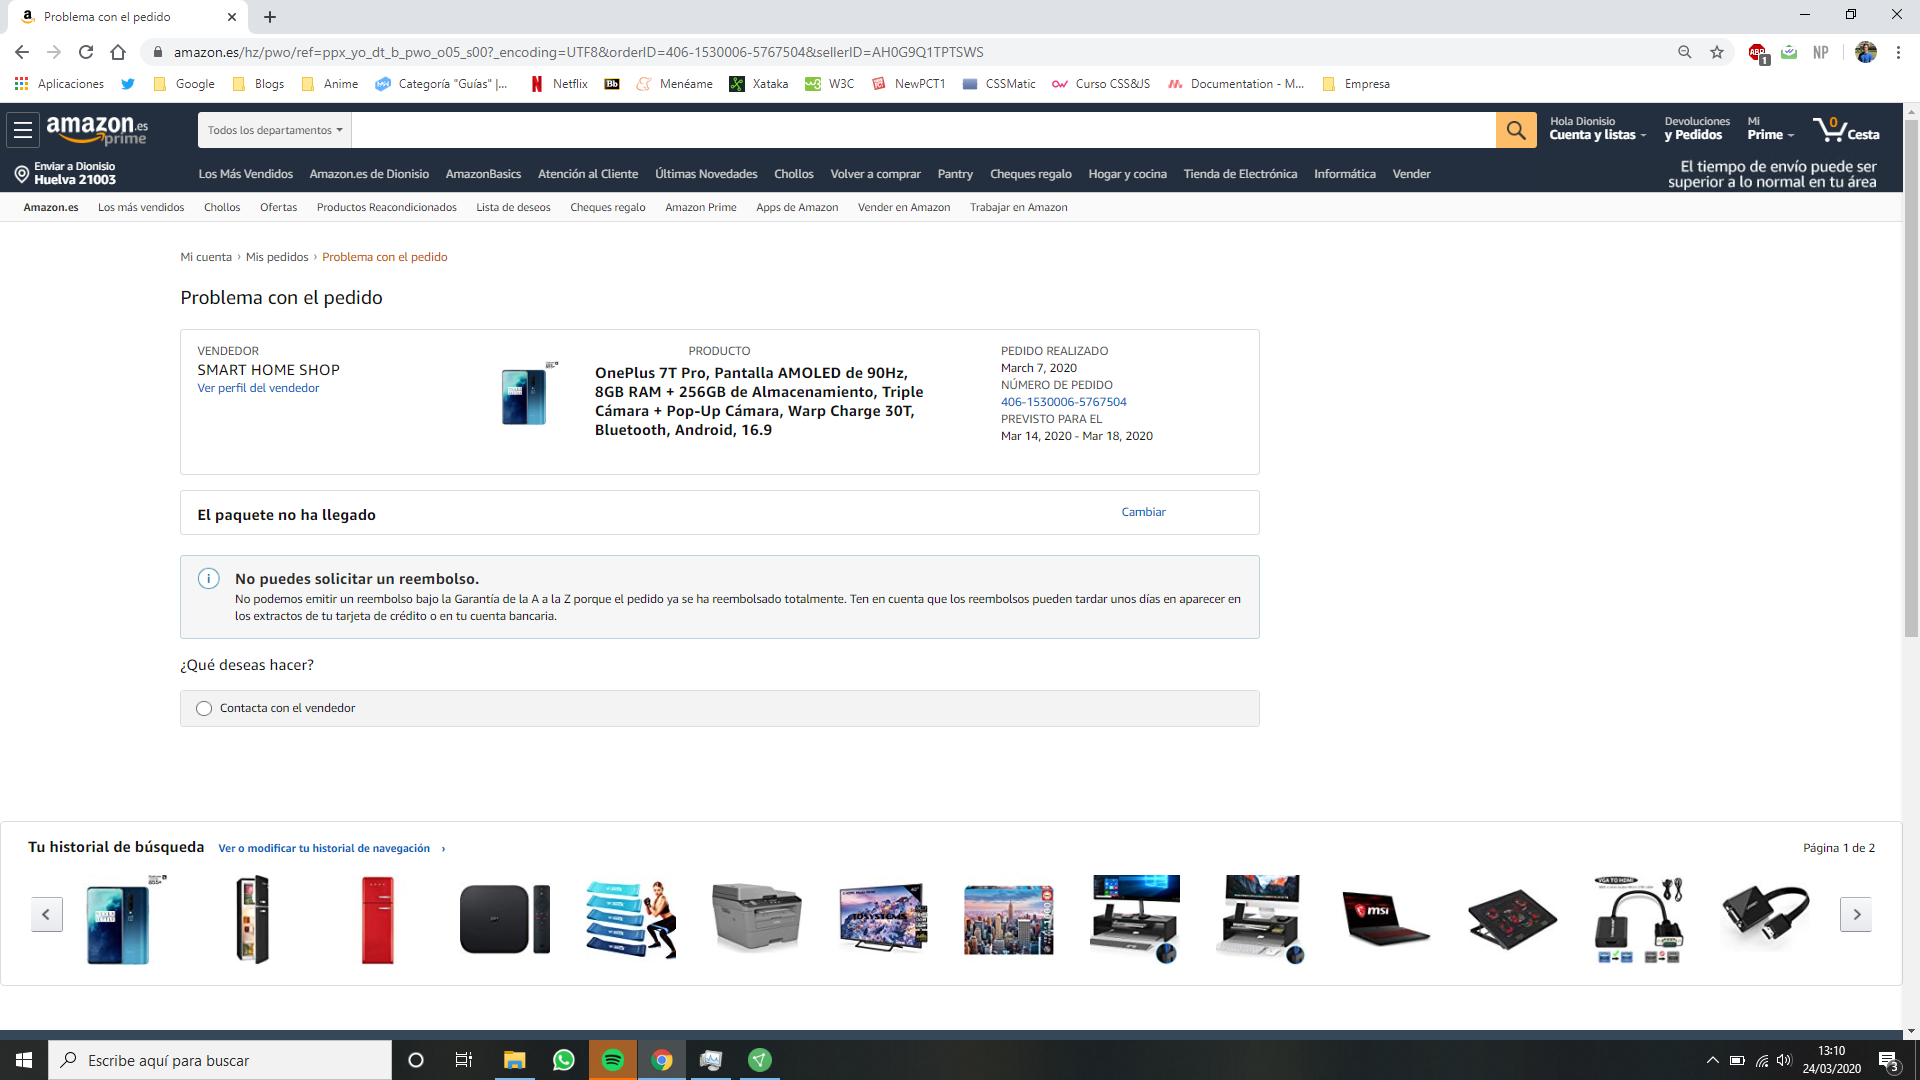 Problema con el pedido
amazon.es/hz/pwo/ref=ppx_yo_dt_b_pwo_o05_s00?_encoding=UTF8&orderID=406-1530006-5767504&sellerID=AH0G9Q1TPTSWS
ABP 1 NP
Aplicaciones Google Blogs Anime Categoría "Guías" |... Netflix Bb Menéame Xataka W3C NewPCT1 CSSMatic Curso CSS&JS Documentation - M... Empresa
amazon.es prime
Todos los departamentos
Hola Dionisio
Cuenta y listas
Devoluciones
y Pedidos
Mi
Prime
0 Cesta
Enviar a Dionisio
Huelva 21003
Los Más Vendidos Amazon.es de Dionisio AmazonBasics Atención al Cliente Últimas Novedades Chollos Volver a comprar Pantry Cheques regalo Hogar y cocina Tienda de Electrónica Informática Vender
El tiempo de envío puede ser
superior a lo normal en tu área
Amazon.es Los más vendidos Chollos Ofertas Productos Reacondicionados Lista de deseos Cheques regalo Amazon Prime Apps de Amazon Vender en Amazon Trabajar en Amazon
Mi cuenta › Mis pedidos › Problema con el pedido
Problema con el pedido
VENDEDOR
SMART HOME SHOP
Ver perfil del vendedor
PRODUCTO
OnePlus 7T Pro, Pantalla AMOLED de 90Hz,
8GB RAM + 256GB de Almacenamiento, Triple
Cámara + Pop-Up Cámara, Warp Charge 30T,
Bluetooth, Android, 16.9
PEDIDO REALIZADO
March 7, 2020
NÚMERO DE PEDIDO
406-1530006-5767504
PREVISTO PARA EL
Mar 14, 2020 - Mar 18, 2020
El paquete no ha llegado
Cambiar
No puedes solicitar un reembolso.
No podemos emitir un reembolso bajo la Garantía de la A a la Z porque el pedido ya se ha reembolsado totalmente. Ten en cuenta que los reembolsos pueden tardar unos días en aparecer en
los extractos de tu tarjeta de crédito o en tu cuenta bancaria.
¿Qué deseas hacer?
Contacta con el vendedor
Tu historial de búsqueda Ver o modificar tu historial de navegación ›
Página 1 de 2
855+
TD SYSTEMS
msi
VGA TO HDMI
Escribe aquí para buscar
13:10
24/03/2020
3